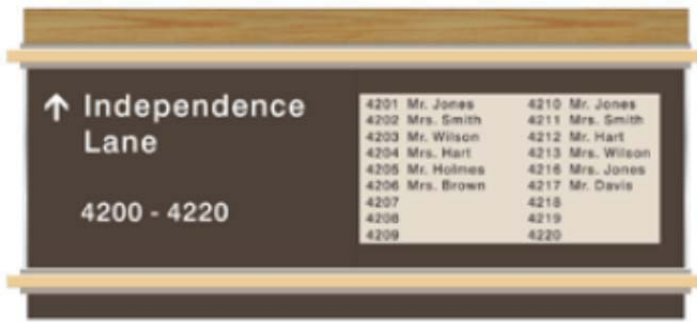 ↑ Independence
Lane
4200 - 4220
4201 Mr. Jones
4202 Mrs. Smith
4203 Mr. Wilson
4204 Mrs. Hart
4205 Mr. Holmes
4206 Mrs. Brown
4207
4208
4209
4210 Mr. Jones
4211 Mrs. Smith
4212 Mr. Hart
4213 Mrs. Wilson
4216 Mrs. Jones
4217 Mr. Davis
4218
4219
4220